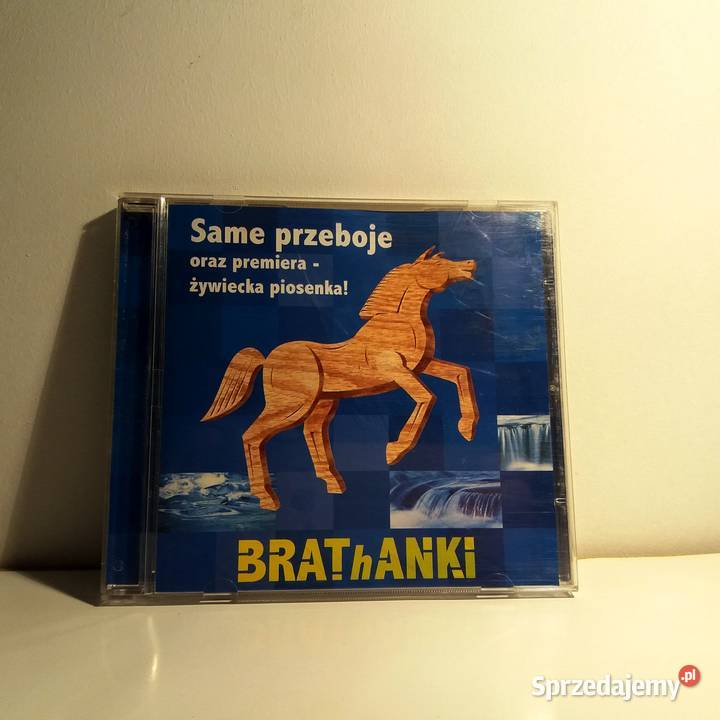 Same przeboje
oraz premiera -
żywiecka piosenka!
BRAThANKi
Sprzedajemy.pl